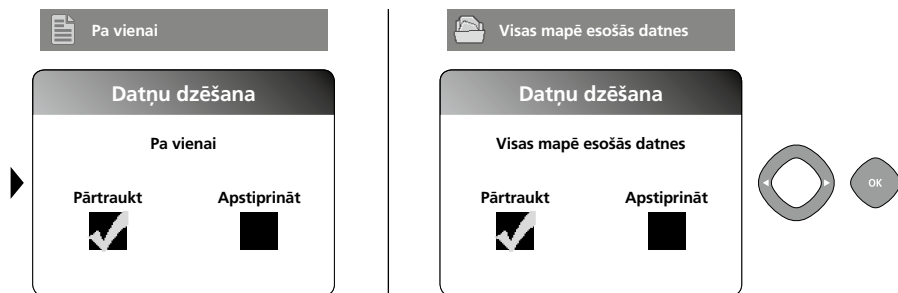 Pa vienai
Datņu dzēšana
Pa vienai
Pārtraukt Apstiprināt
Visas mapē esošās datnes
Datņu dzēšana
Visas mapē esošās datnes
Pārtraukt Apstiprināt
OK